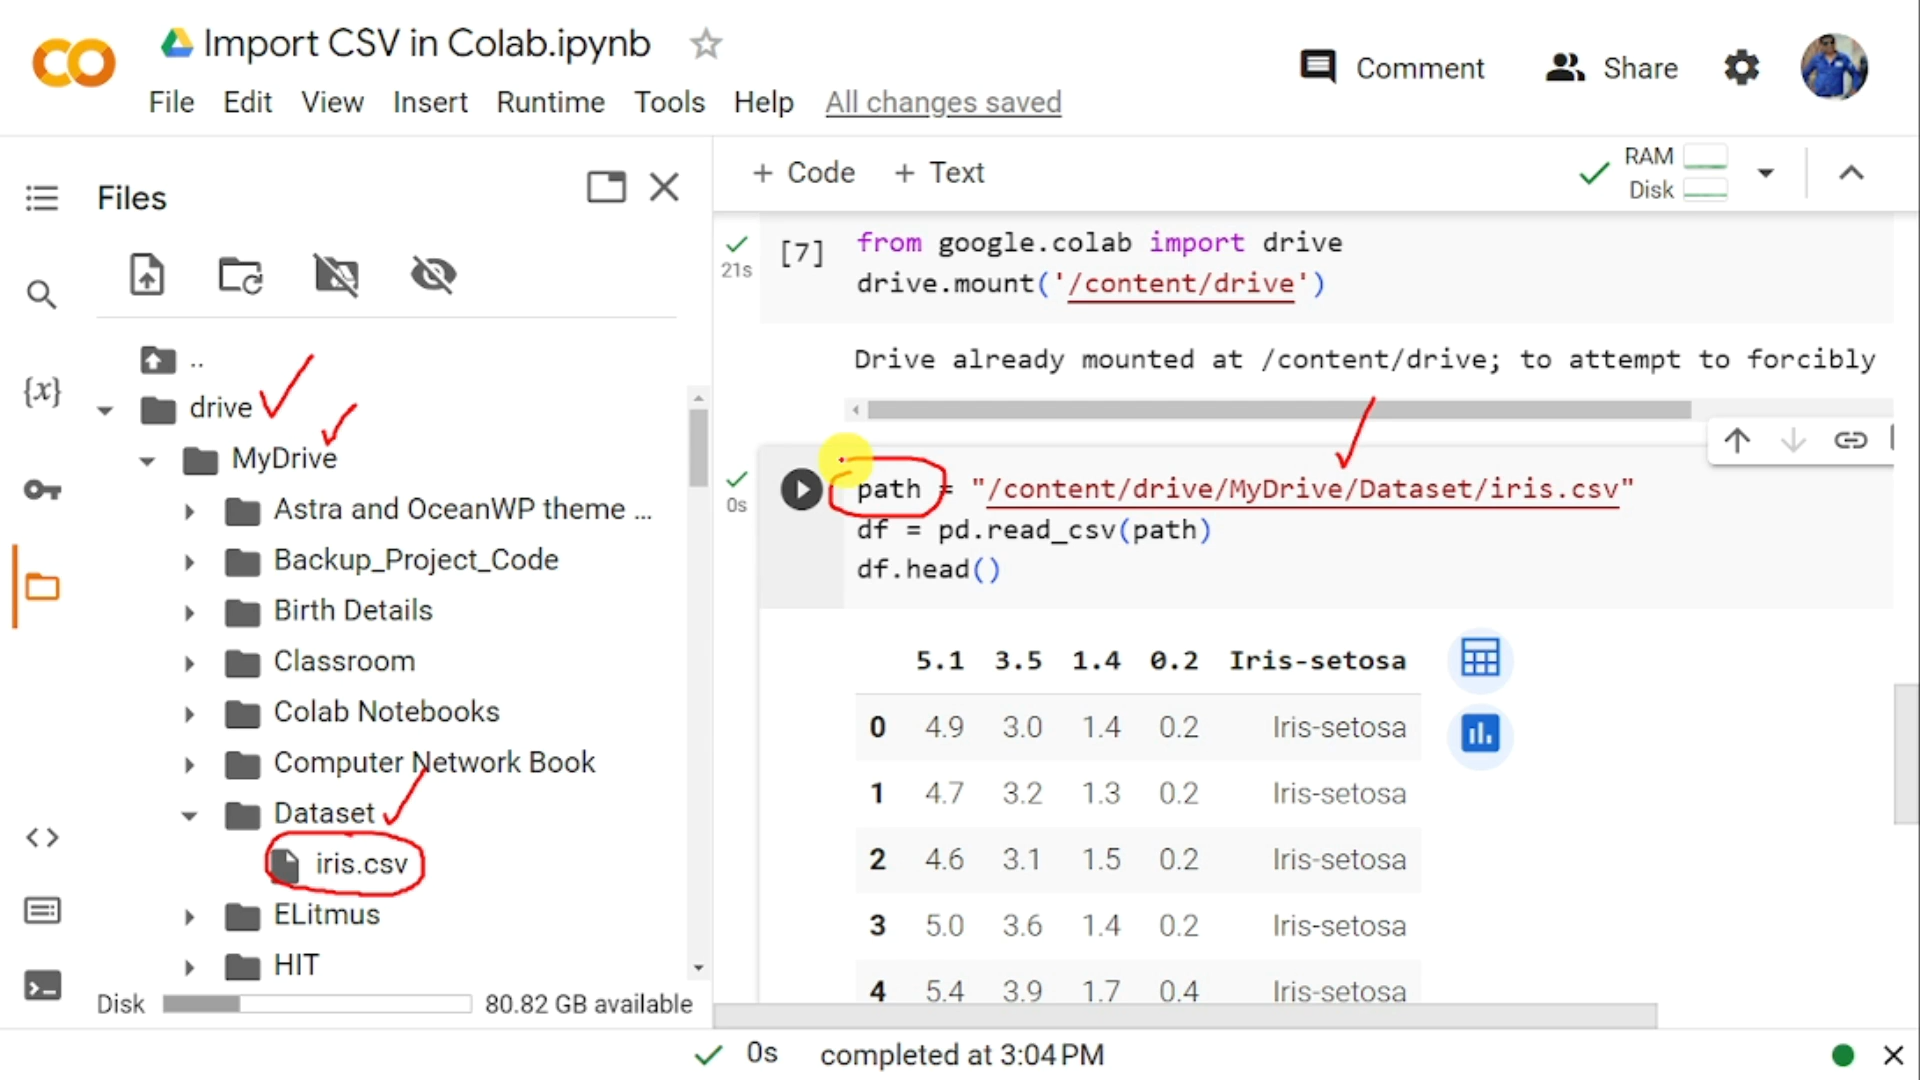 Import CSV in Colab.ipynb
File Edit View Insert Runtime Tools Help All changes saved
Comment Share
Files
..
drive
MyDrive
Astra and OceanWP theme ...
Backup_Project_Code
Birth Details
Classroom
Colab Notebooks
Computer Network Book
Dataset
iris.csv
ELitmus
HIT
Disk 80.82 GB available
{x}
+ Code + Text
RAM
Disk
21s [7] from google.colab import drive
drive.mount('/content/drive')
Drive already mounted at /content/drive; to attempt to forcibly
0s path = "/content/drive/MyDrive/Dataset/iris.csv"
df = pd.read_csv(path)
df.head()
5.1 3.5 1.4 0.2 Iris-setosa
0 4.9 3.0 1.4 0.2 Iris-setosa
1 4.7 3.2 1.3 0.2 Iris-setosa
2 4.6 3.1 1.5 0.2 Iris-setosa
3 5.0 3.6 1.4 0.2 Iris-setosa
4 5.4 3.9 1.7 0.4 Iris-setosa
0s completed at 3:04 PM